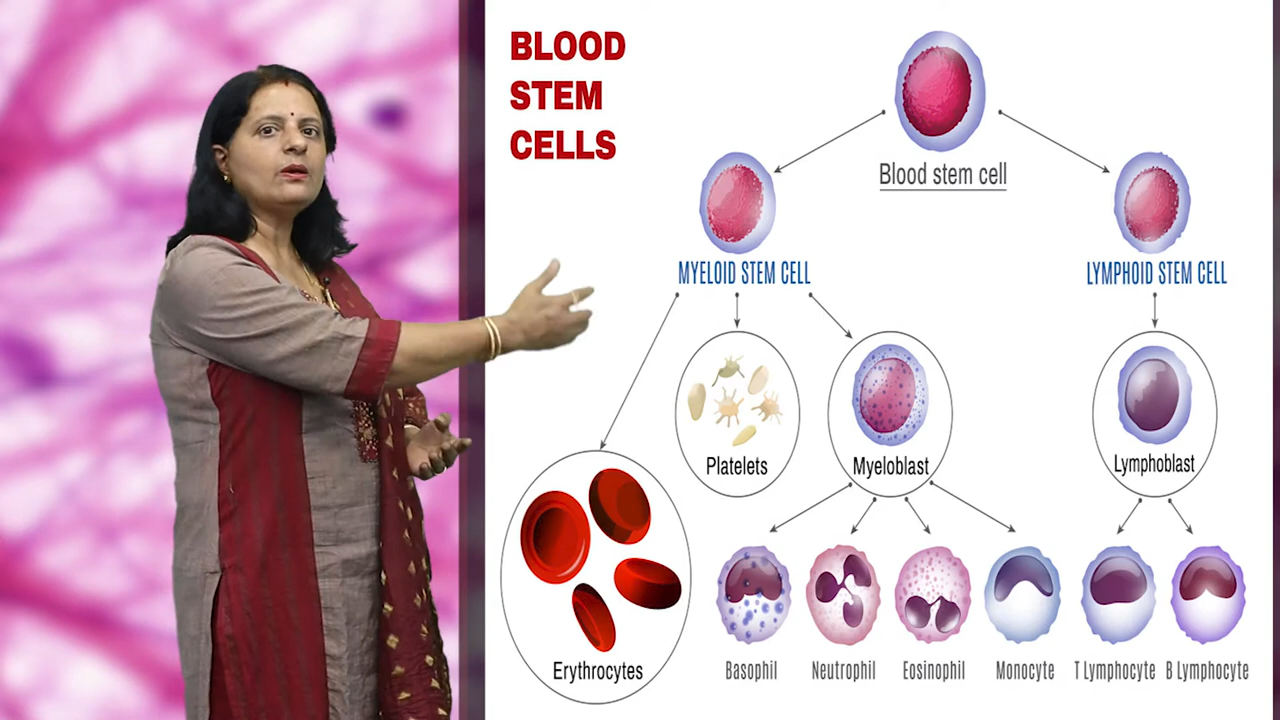 BLOOD
STEM
CELLS
Blood stem cell
MYELOID STEM CELL
LYMPHOID STEM CELL
Platelets
Myeloblast
Lymphoblast
Erythrocytes
Basophil
Neutrophil
Eosinophil
Monocyte
T Lymphocyte
B Lymphocyte